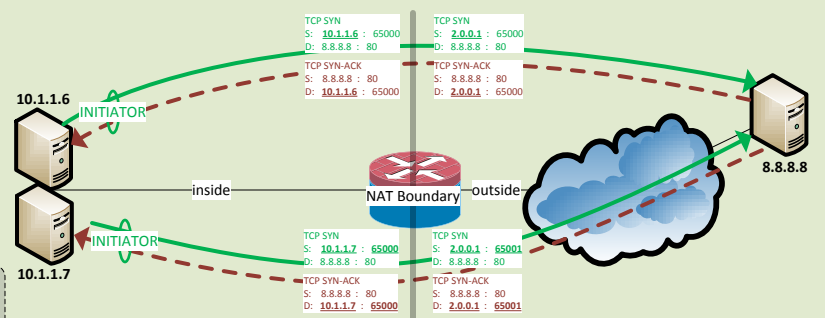 TCP SYN
S: 10.1.1.6 : 65000
D: 8.8.8.8 : 80
TCP SYN
S: 2.0.0.1 : 65000
D: 8.8.8.8 : 80
TCP SYN-ACK
S: 8.8.8.8 : 80
D: 10.1.1.6 : 65000
TCP SYN-ACK
S: 8.8.8.8 : 80
D: 2.0.0.1 : 65000
10.1.1.6
INITIATOR
8.8.8.8
inside
NAT Boundary
outside
INITIATOR
10.1.1.7
TCP SYN
S: 10.1.1.7 : 65000
D: 8.8.8.8 : 80
TCP SYN
S: 2.0.0.1 : 65001
D: 8.8.8.8 : 80
TCP SYN-ACK
S: 8.8.8.8 : 80
D: 10.1.1.7 : 65000
TCP SYN-ACK
S: 8.8.8.8 : 80
D: 2.0.0.1 : 65001